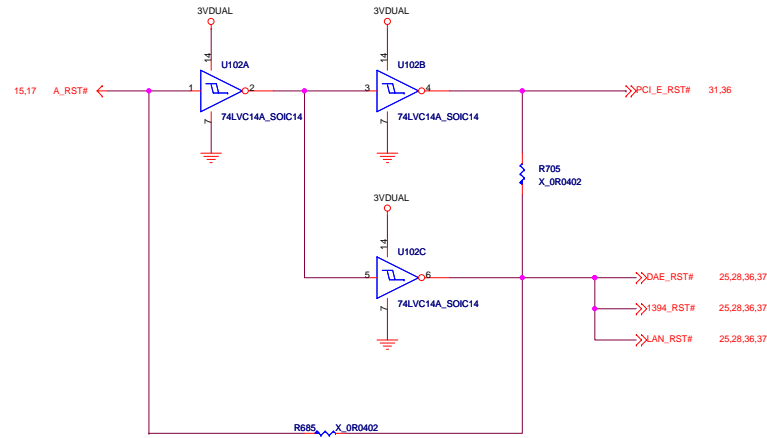 3VDUAL 3VDUAL
14 U102A 14 U102B
15,17 A_RST# 1 2 3 4 PCI_E_RST# 31,36
7 74LVC14A_SOIC14 7 74LVC14A_SOIC14
R705
X_0R0402
3VDUAL
14 U102C
5 6 DAE_RST# 25,28,36,37
7 74LVC14A_SOIC14 1394_RST# 25,28,36,37
LAN_RST# 25,28,36,37
R685 X_0R0402